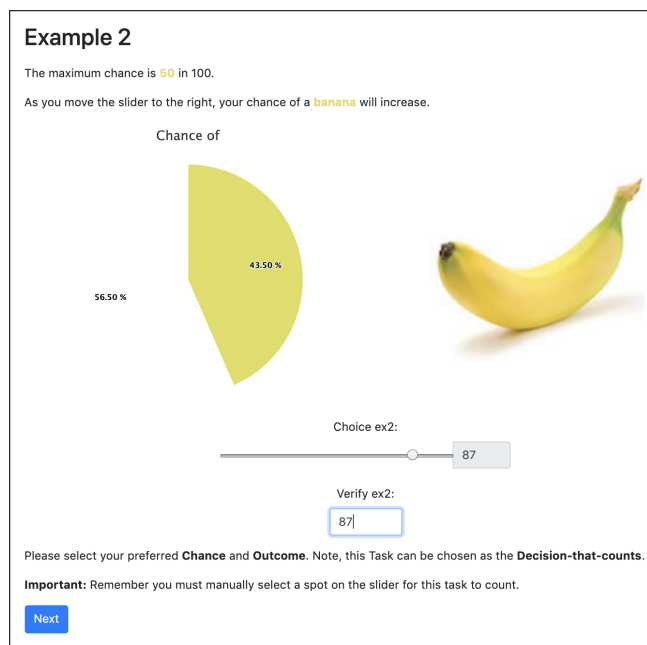 Example 2
The maximum chance is 50 in 100.
As you move the slider to the right, your chance of a banana will increase.
Chance of
43.50 %
56.50 %
Choice ex2:
87
Verify ex2:
87
Please select your preferred Chance and Outcome. Note, this Task can be chosen as the Decision-that-counts.
Important: Remember you must manually select a spot on the slider for this task to count.
Next